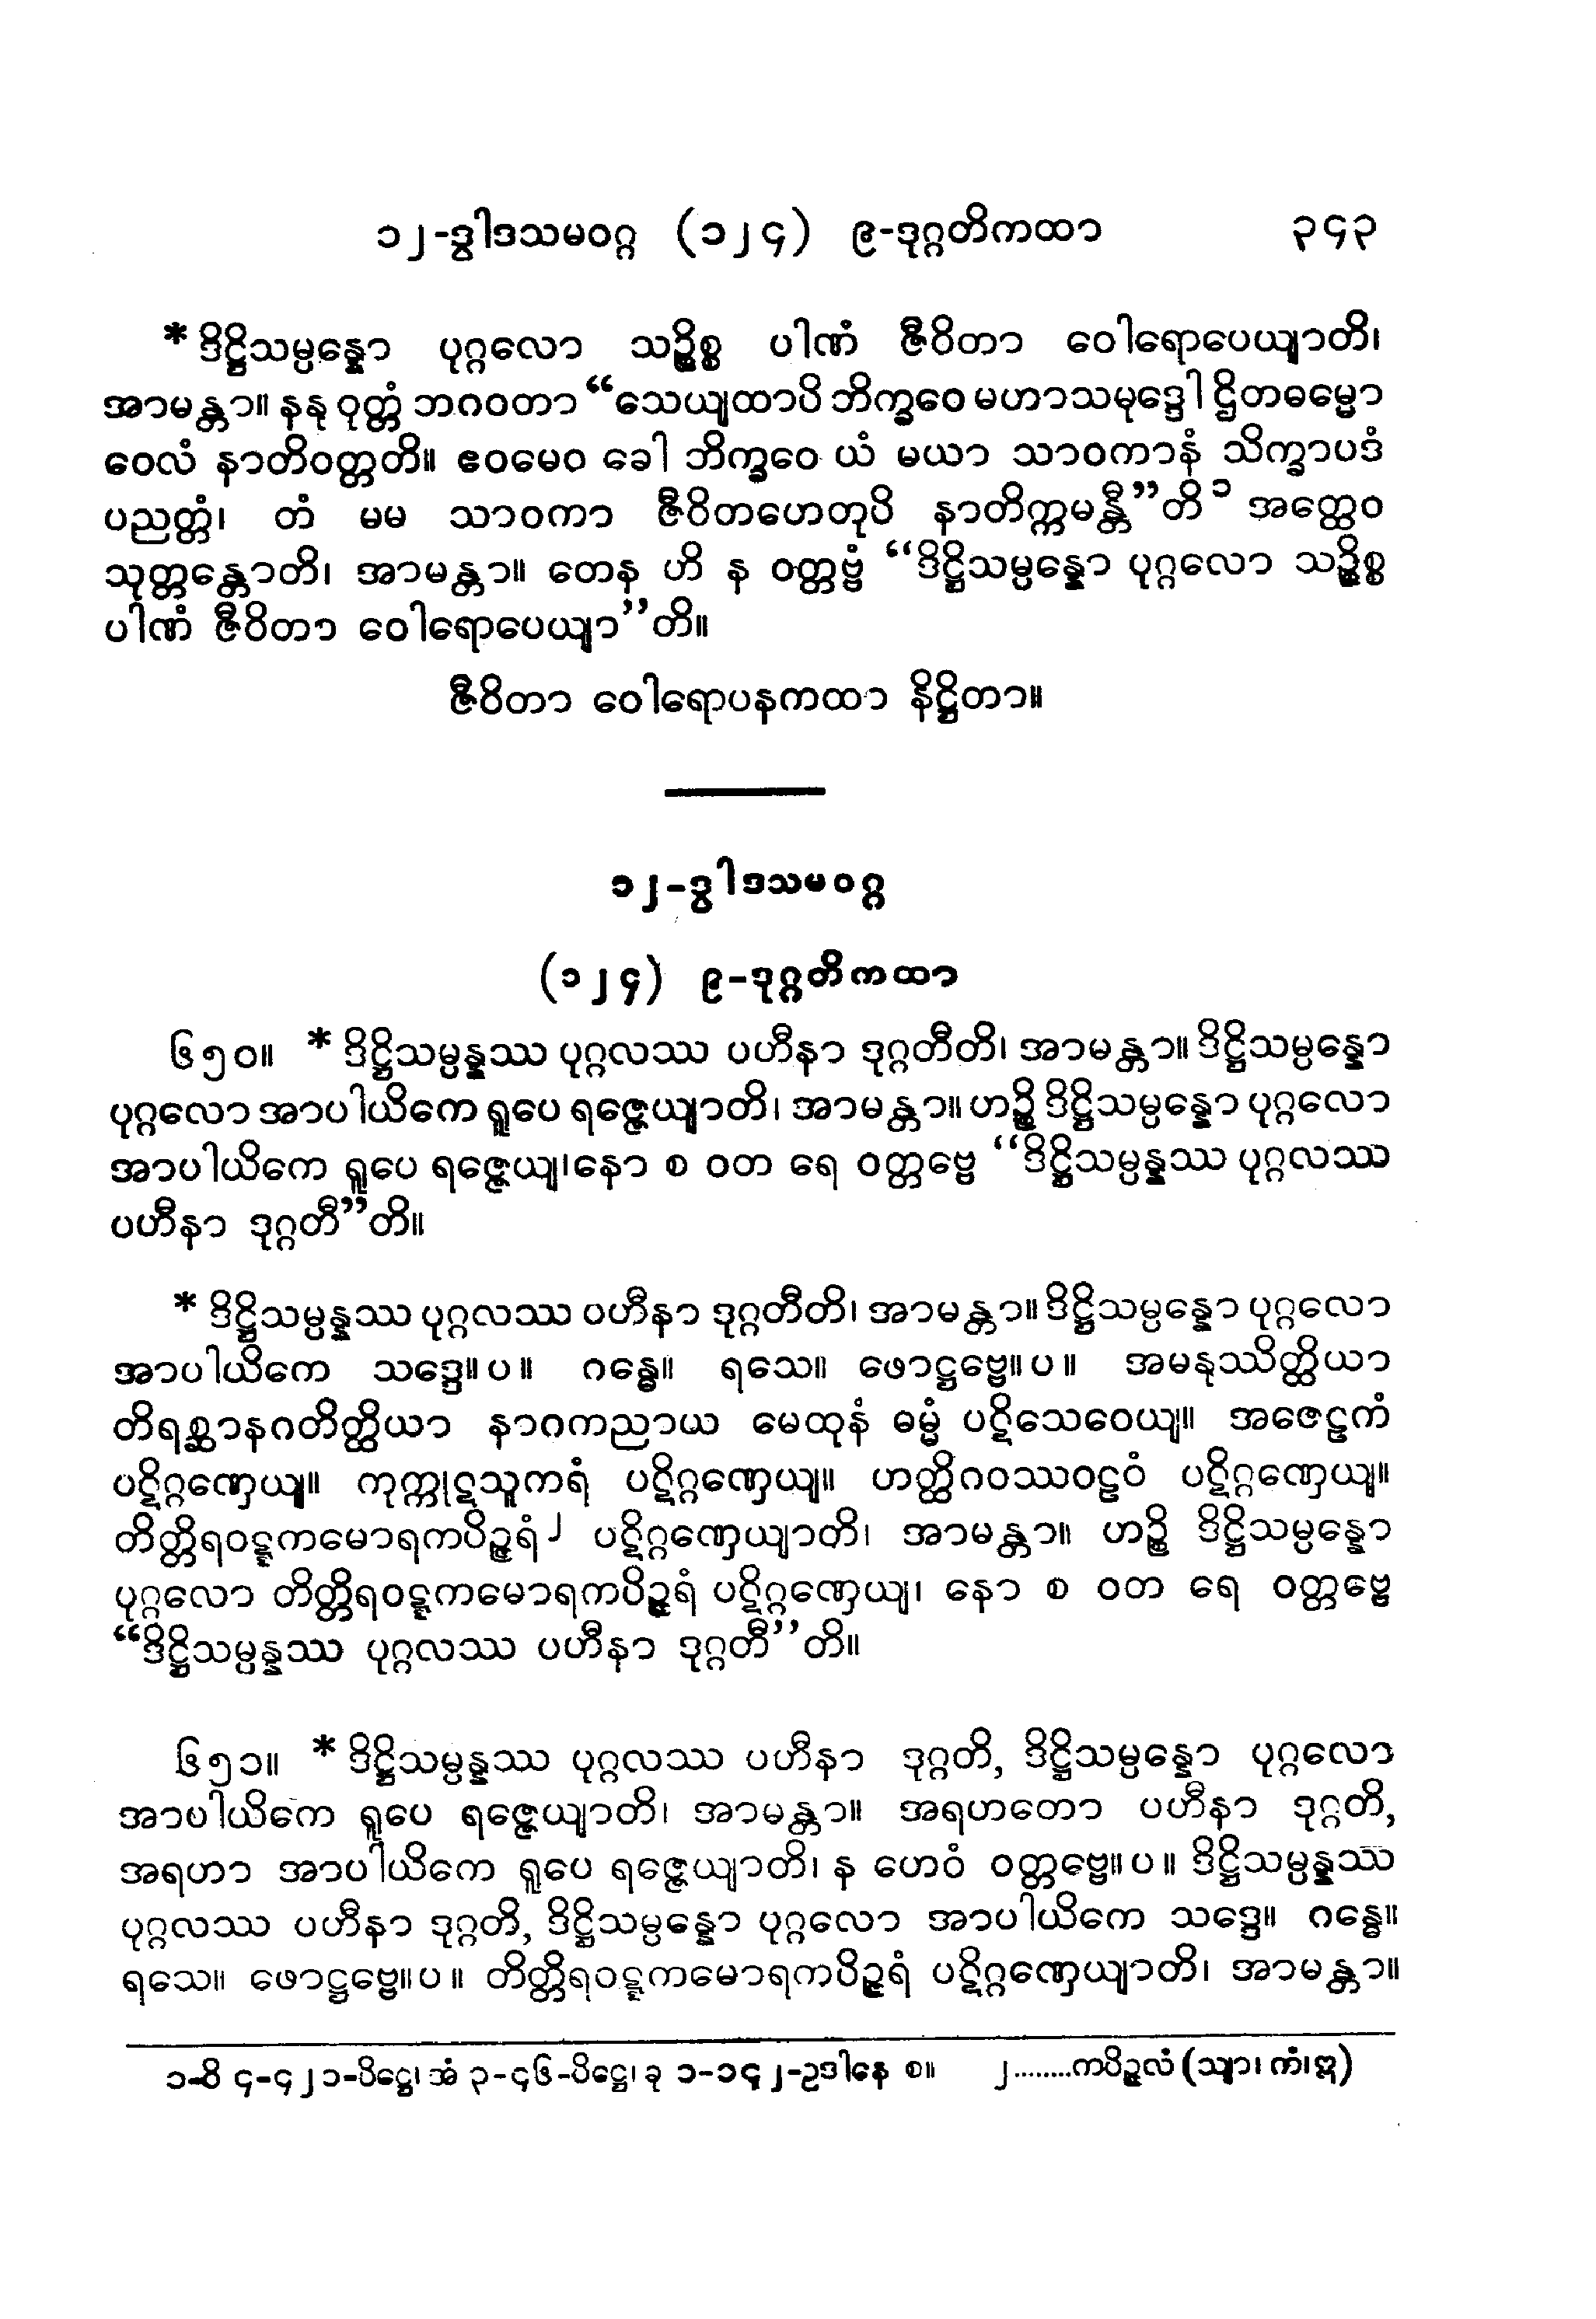 ၁၂-ဒွါဒသမဝဂ္ဂ (၁၂၄) ၉-ဒုဂ္ဂတိကထာ ၃၄၃
* ဒိဋ္ဌိသမ္ပန္နော ပုဂ္ဂလော သဉ္စိစ္စ ပါဏံ ဇီဝိတာ ဝေါရောပေယျာတိ၊
အာမန္တာ။ နနု ဝုတ္တံ ဘဂဝတာ “သေယျထာပိ ဘိက္ခဝေ မဟာသမုဒ္ဒေါ ဌိတဓမ္မော
ဝေလံ နာတိဝတ္တတိ။ ဧဝမေဝ ခေါ ဘိက္ခဝေ ယံ မယာ သာဝကာနံ သိက္ခာပဒံ
ပညတ္တံ၊ တံ မမ သာဝကာ ဇီဝိတဟေတုပိ နာတိက္ကမန္တီ”တိ ၁ အတ္ထေဝ
သုတ္တန္တောတိ၊ အာမန္တာ။ တေန ဟိ န ဝတ္တဗ္ဗံ “ဒိဋ္ဌိသမ္ပန္နော ပုဂ္ဂလော သဉ္စိစ္စ
ပါဏံ ဇီဝိတာ ဝေါရောပေယျာ”တိ။
ဇီဝိတာ ဝေါရောပနကထာ နိဋ္ဌိတာ။
၁၂-ဒွါဒသမဝဂ္ဂ
(၁၂၄) ၉-ဒုဂ္ဂတိကထာ
၆၅၀။ * ဒိဋ္ဌိသမ္ပန္နဿ ပုဂ္ဂလဿ ပဟီနာ ဒုဂ္ဂတီတိ၊ အာမန္တာ။ ဒိဋ္ဌိသမ္ပန္နော
ပုဂ္ဂလော အာပါယိကေ ရူပေ ရဇ္ဇေယျာတိ၊ အာမန္တာ။ ဟဉ္စိ ဒိဋ္ဌိသမ္ပန္နော ပုဂ္ဂလော
အာပါယိကေ ရူပေ ရဇ္ဇေယျ၊နော စ ဝတ ရေ ဝတ္တဗ္ဗေ “ဒိဋ္ဌိသမ္ပန္နဿ ပုဂ္ဂလဿ
ပဟီနာ ဒုဂ္ဂတီ”တိ။
* ဒိဋ္ဌိသမ္ပန္နဿ ပုဂ္ဂလဿ ပဟီနာ ဒုဂ္ဂတီတိ၊ အာမန္တာ။ ဒိဋ္ဌိသမ္ပန္နော ပုဂ္ဂလော
အာပါယိကေ သဒ္ဒေ။ပ။ ဂန္ဓေ။ ရသေ။ ဖောဋ္ဌဗ္ဗေ။ပ။ အမနုဿိတ္ထိယာ
တိရစ္ဆာနဂတိတ္ထိယာ နာဂကညာယ မေထုနံ ဓမ္မံ ပဋိသေဝေယျ။ အဇေဠကံ
ပဋိဂ္ဂဏှေယျ။ ကုက္ကုဋသူကရံ ပဋိဂ္ဂဏှေယျ။ ဟတ္ထိဂဝဿဝဠဝံ ပဋိဂ္ဂဏှေယျ။
တိတ္တိရဝဋ္ဋကမောရကပိဉ္ဇရံ ၂ ပဋိဂ္ဂဏှေယျာတိ၊ အာမန္တာ။ ဟဉ္စိ ဒိဋ္ဌိသမ္ပန္နော
ပုဂ္ဂလော တိတ္တိရဝဋ္ဋကမောရကပိဉ္ဇရံ ပဋိဂ္ဂဏှေယျ၊ နော စ ဝတ ရေ ဝတ္တဗ္ဗေ
“ဒိဋ္ဌိသမ္ပန္နဿ ပုဂ္ဂလဿ ပဟီနာ ဒုဂ္ဂတီ”တိ။
၆၅၁။ * ဒိဋ္ဌိသမ္ပန္နဿ ပုဂ္ဂလဿ ပဟီနာ ဒုဂ္ဂတိ, ဒိဋ္ဌိသမ္ပန္နော ပုဂ္ဂလော
အာပါယိကေ ရူပေ ရဇ္ဇေယျာတိ၊ အာမန္တာ။ အရဟတော ပဟီနာ ဒုဂ္ဂတိ,
အရဟာ အာပါယိကေ ရူပေ ရဇ္ဇေယျာတိ၊ န ဟေဝံ ဝတ္တဗ္ဗေ။ပ။ ဒိဋ္ဌိသမ္ပန္နဿ
ပုဂ္ဂလဿ ပဟီနာ ဒုဂ္ဂတိ, ဒိဋ္ဌိသမ္ပန္နော ပုဂ္ဂလော အာပါယိကေ သဒ္ဒေ။ ဂန္ဓေ။
ရသေ။ ဖောဋ္ဌဗ္ဗေ။ပ။ တိတ္တိရဝဋ္ဋကမောရကပိဉ္ဇရံ ပဋိဂ္ဂဏှေယျာတိ၊ အာမန္တာ။
၁-ဝိ ၄-၄၂၁-ပိဋ္ဌေ၊ အံ ၃-၄၆-ပိဋ္ဌေ၊ ခု ၁-၁၄၂-ဥဒါနေ စ။ ၂........ကပိဉ္ဇလံ (သျာ၊ ကံ၊ ဣ)